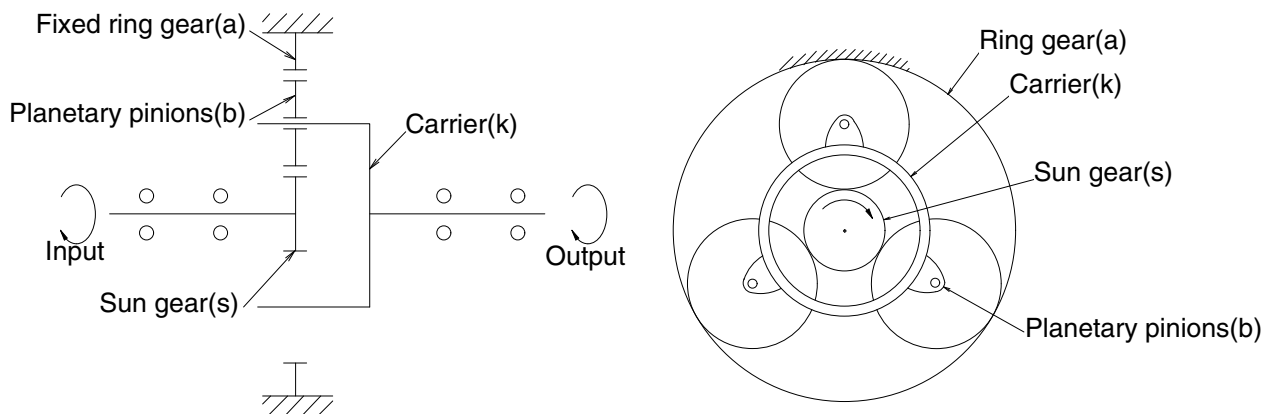 Fixed ring gear(a)
Planetary pinions(b)
Carrier(k)
Input
Output
Sun gear(s)
Ring gear(a)
Carrier(k)
Sun gear(s)
Planetary pinions(b)